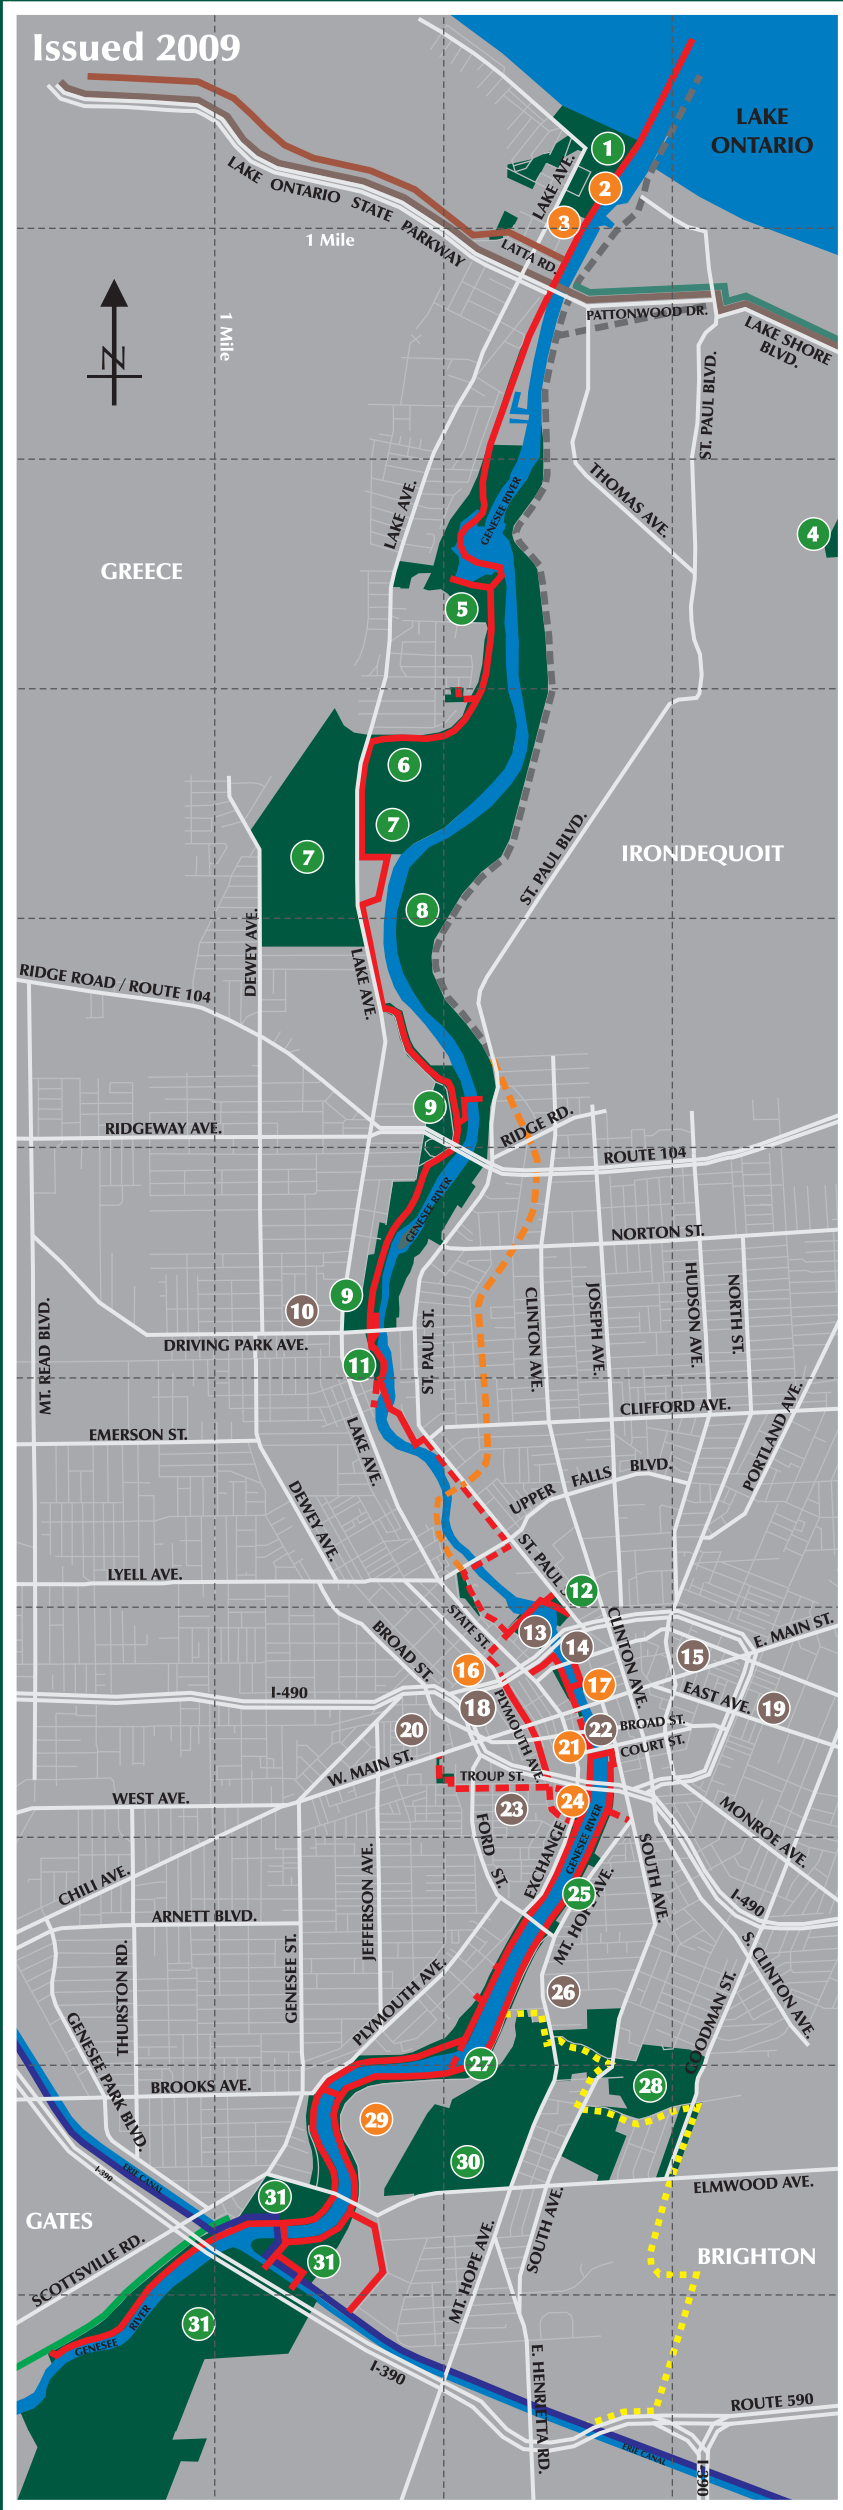 Issued 2009
LAKE
ONTARIO
1
LAKE AVE.
2
3
LAKE ONTARIO STATE PARKWAY
1 Mile
LATTA RD.
1 Mile
N
PATTONWOOD DR.
LAKE SHORE
BLVD.
ST. PAUL BLVD.
THOMAS AVE.
GENESEE RIVER
LAKE AVE.
4
GREECE
5
6
7
7
ST. PAUL BLVD.
IRONDEQUOIT
8
DEWEY AVE.
LAKE AVE.
RIDGE ROAD / ROUTE 104
9
RIDGE RD.
RIDGEWAY AVE.
ROUTE 104
GENESEE RIVER
NORTON ST.
9
10
MT. READ BLVD.
DRIVING PARK AVE.
ST. PAUL ST.
CLINTON AVE.
JOSEPH AVE.
HUDSON AVE.
NORTH ST.
11
CLIFFORD AVE.
PORTLAND AVE.
EMERSON ST.
LAKE AVE.
DEWEY AVE.
UPPER FALLS BLVD.
LYELL AVE.
ST. PAUL S
12
STATE ST.
BROAD ST.
13
14
CLINTON AVE.
15
E. MAIN ST.
16
17
I-490
PLYMOUTH AVE.
EAST AVE.
18
19
20
22
BROAD ST.
21
COURT ST.
W. MAIN ST.
TROUP ST.
WEST AVE.
23
24
FORD ST.
EXCHANGE
GENESEE RIVER
MONROE AVE.
SOUTH AVE.
CHILI AVE.
JEFFERSON AVE.
25
MT. HOPE AVE.
I-490
ARNETT BLVD.
THURSTON RD.
GENESEE ST.
S. CLINTON AVE.
PLYMOUTH AVE.
26
GOODMAN ST.
GENESEE PARK BLVD.
27
28
BROOKS AVE.
29
30
ERIE CANAL
I-390
ELMWOOD AVE.
31
GATES
SCOTTSVILLE RD.
31
MT. HOPE AVE.
SOUTH AVE.
BRIGHTON
31
GENESEE RIVER
I-390
E. HENRIETTA RD.
ROUTE 590
ERIE CANAL
I-390